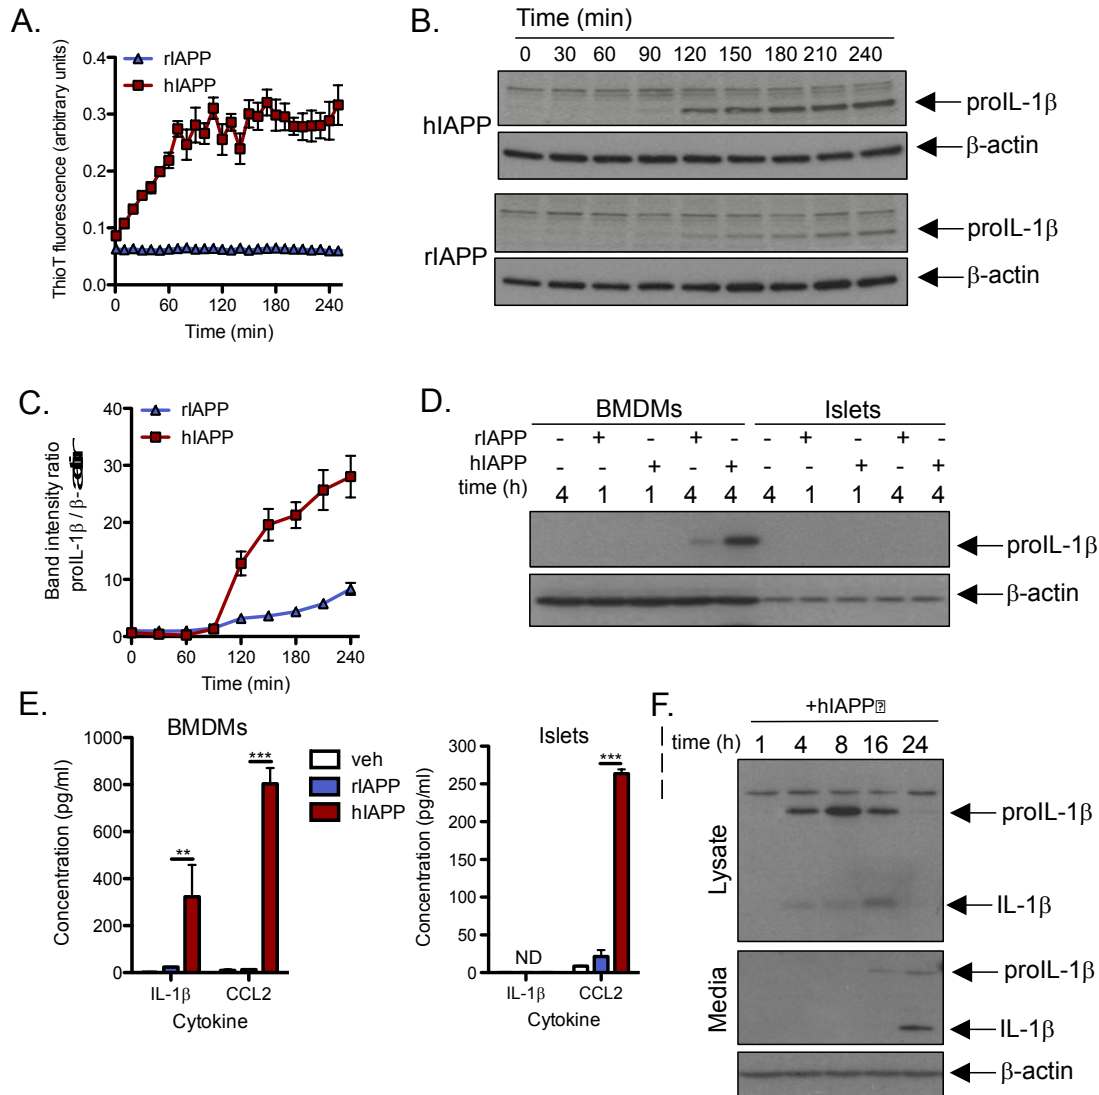 A.
rIAPP
hIAPP
ThioT fluorescence (arbitrary units)
0.4
0.3
0.2
0.1
0.0
0 60 120 180 240
Time (min)
B.
Time (min)
0 30 60 90 120 150 180 210 240
hIAPP
proIL-1β
β-actin
rIAPP
proIL-1β
β-actin
C.
rIAPP
hIAPP
Band intensity ratio
proIL-1β / β-
40
30
20
10
0
0 60 120 180 240
Time (min)
D.
BMDMs Islets
rIAPP - + - + - - + - + -
hIAPP - - + - + - - + - +
time (h) 4 1 1 4 4 4 1 1 4 4
proIL-1β
β-actin
E.
BMDMs
Concentration (pg/ml)
1000
800
600
400
200
0
** ***
IL-1β CCL2
Cytokine
veh
rIAPP
hIAPP
Islets
Concentration (pg/ml)
300
250
200
150
100
50
0
***
ND
IL-1β CCL2
Cytokine
F.
+hIAPP
time (h) 1 4 8 16 24
Lysate
proIL-1β
IL-1β
Media
proIL-1β
IL-1β
β-actin